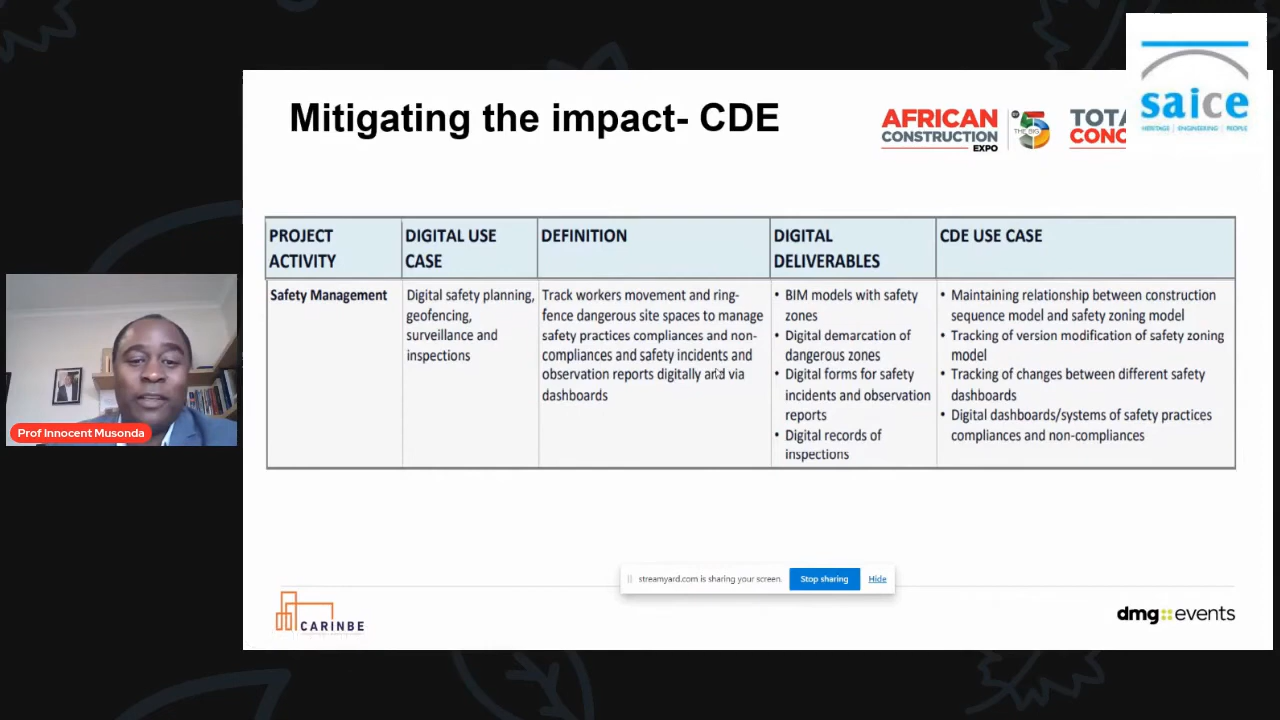 Mitigating the impact- CDE
AFRICAN
CONSTRUCTION
EXPO
THE BIG
5
TOTA
CONC
saice
HERITAGE | ENGINEERING | PEOPLE
PROJECT
ACTIVITY
DIGITAL USE
CASE
DEFINITION
DIGITAL
DELIVERABLES
CDE USE CASE
Safety Management
Digital safety planning,
geofencing,
surveillance and
inspections
Track workers movement and ring-
fence dangerous site spaces to manage
safety practices compliances and non-
compliances and safety incidents and
observation reports digitally and via
dashboards
• BIM models with safety
zones
• Digital demarcation of
dangerous zones
• Digital forms for safety
incidents and observation
reports
• Digital records of
inspections
• Maintaining relationship between construction
sequence model and safety zoning model
• Tracking of version modification of safety zoning
model
• Tracking of changes between different safety
dashboards
• Digital dashboards/systems of safety practices
compliances and non-compliances
Prof Innocent Musonda
streamyard.com is sharing your screen.
Stop sharing
Hide
CARINBE
dmg events